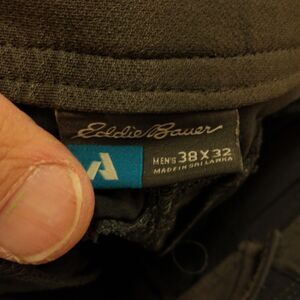 Eddie Bauer
MEN'S 38 X 32
MADE IN SRI LANKA